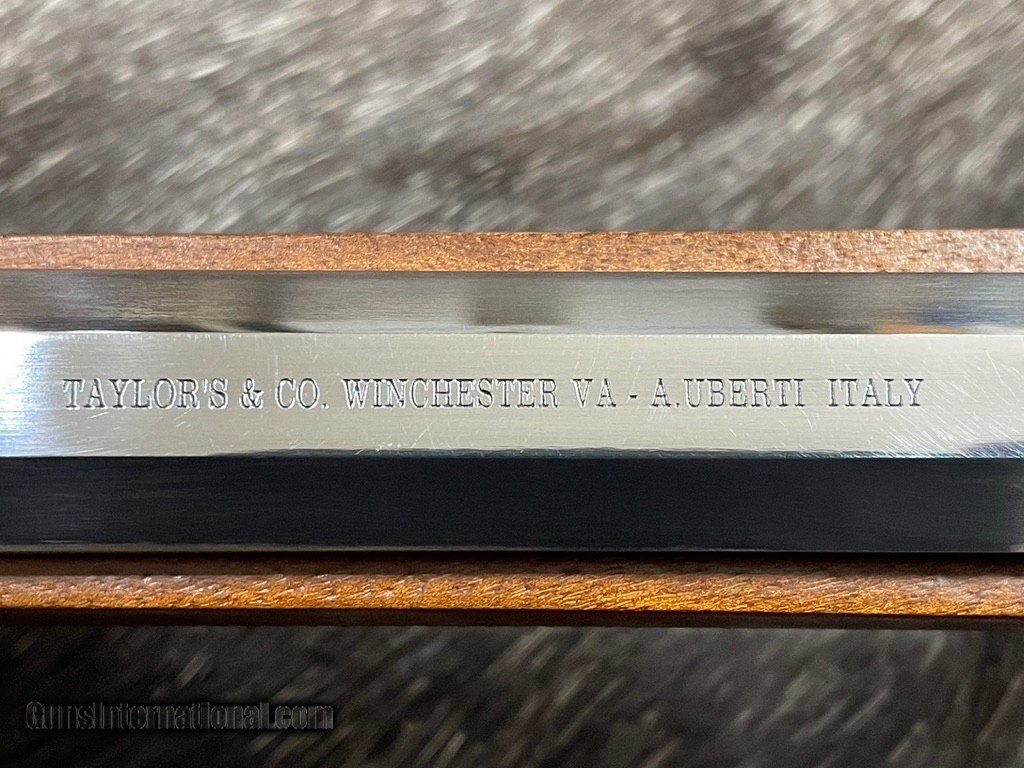 TAYLOR'S & CO. WINCHESTER VA - A.UBERTI ITALY
GunsInternational.com